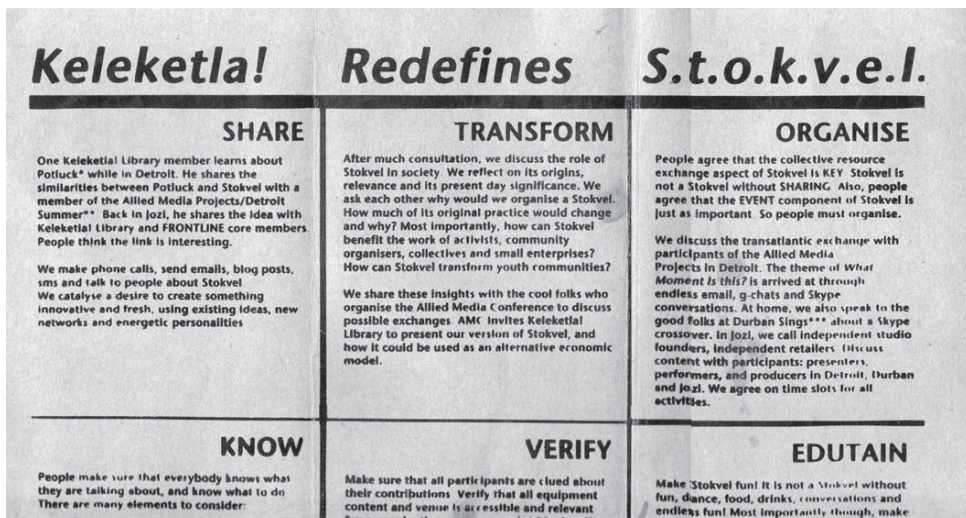 Keleketla! Redefines S.t.o.k.v.e.l.
SHARE
One Keleketlal Library member learns about
Potluck* while in Detroit. He shares the
similarities between Potluck and Stokvel with a
member of the Allied Media Projects/Detroit
Summer** Back in Jozi, he shares the idea with
Keleketlal Library and FRONTLINE core members.
People think the link is interesting.
We make phone calls, send emails, blog posts,
sms and talk to people about Stokvel
We catalyse a desire to create something
innovative and fresh, using existing ideas, new
networks and energetic personalities
TRANSFORM
After much consultation, we discuss the role of
Stokvel in society. We reflect on its origins,
relevance and its present day significance. We
ask each other why would we organise a Stokvel.
How much of its original practice would change
and why? Most importantly, how can Stokvel
benefit the work of activists, community
organisers, collectives and small enterprises?
How can Stokvel transform youth communities?
We share these insights with the cool folks who
organise the Allied Media Conference to discuss
possible exchanges. AMC invites Keleketlal
Library to present our version of Stokvel, and
how it could be used as an alternative economic
model.
ORGANISE
People agree that the collective resource
exchange aspect of Stokvel is KEY Stokvel is
not a Stokvel without SHARING. Also, people
agree that the EVENT component of Stokvel is
just as important. So people must organise.
We discuss the transatlantic exchange with
participants of the Allied Media
Projects in Detroit. The theme of What
Moment Is this? is arrived at through
endless email, g-chats and Skype
conversations. At home, we also speak to the
good folks at Durban Sings*** about a Skype
crossover. In Jozi, we call independent studio
founders, independent retailers. Discuss
content with participants: presenters,
performers, and producers in Detroit, Durban
and Jozi. We agree on time slots for all
activities.
KNOW
People make sure that everybody knows what
they are talking about, and know what to do
There are many elements to consider:
VERIFY
Make sure that all participants are clued about
their contributions Verify that all equipment
content and venue is accessible and relevant
EDUTAIN
Make Stokvel fun! It is not a Stokvel without
fun, dance, food, drinks, conversations and
endless fun! Most importantly though, make